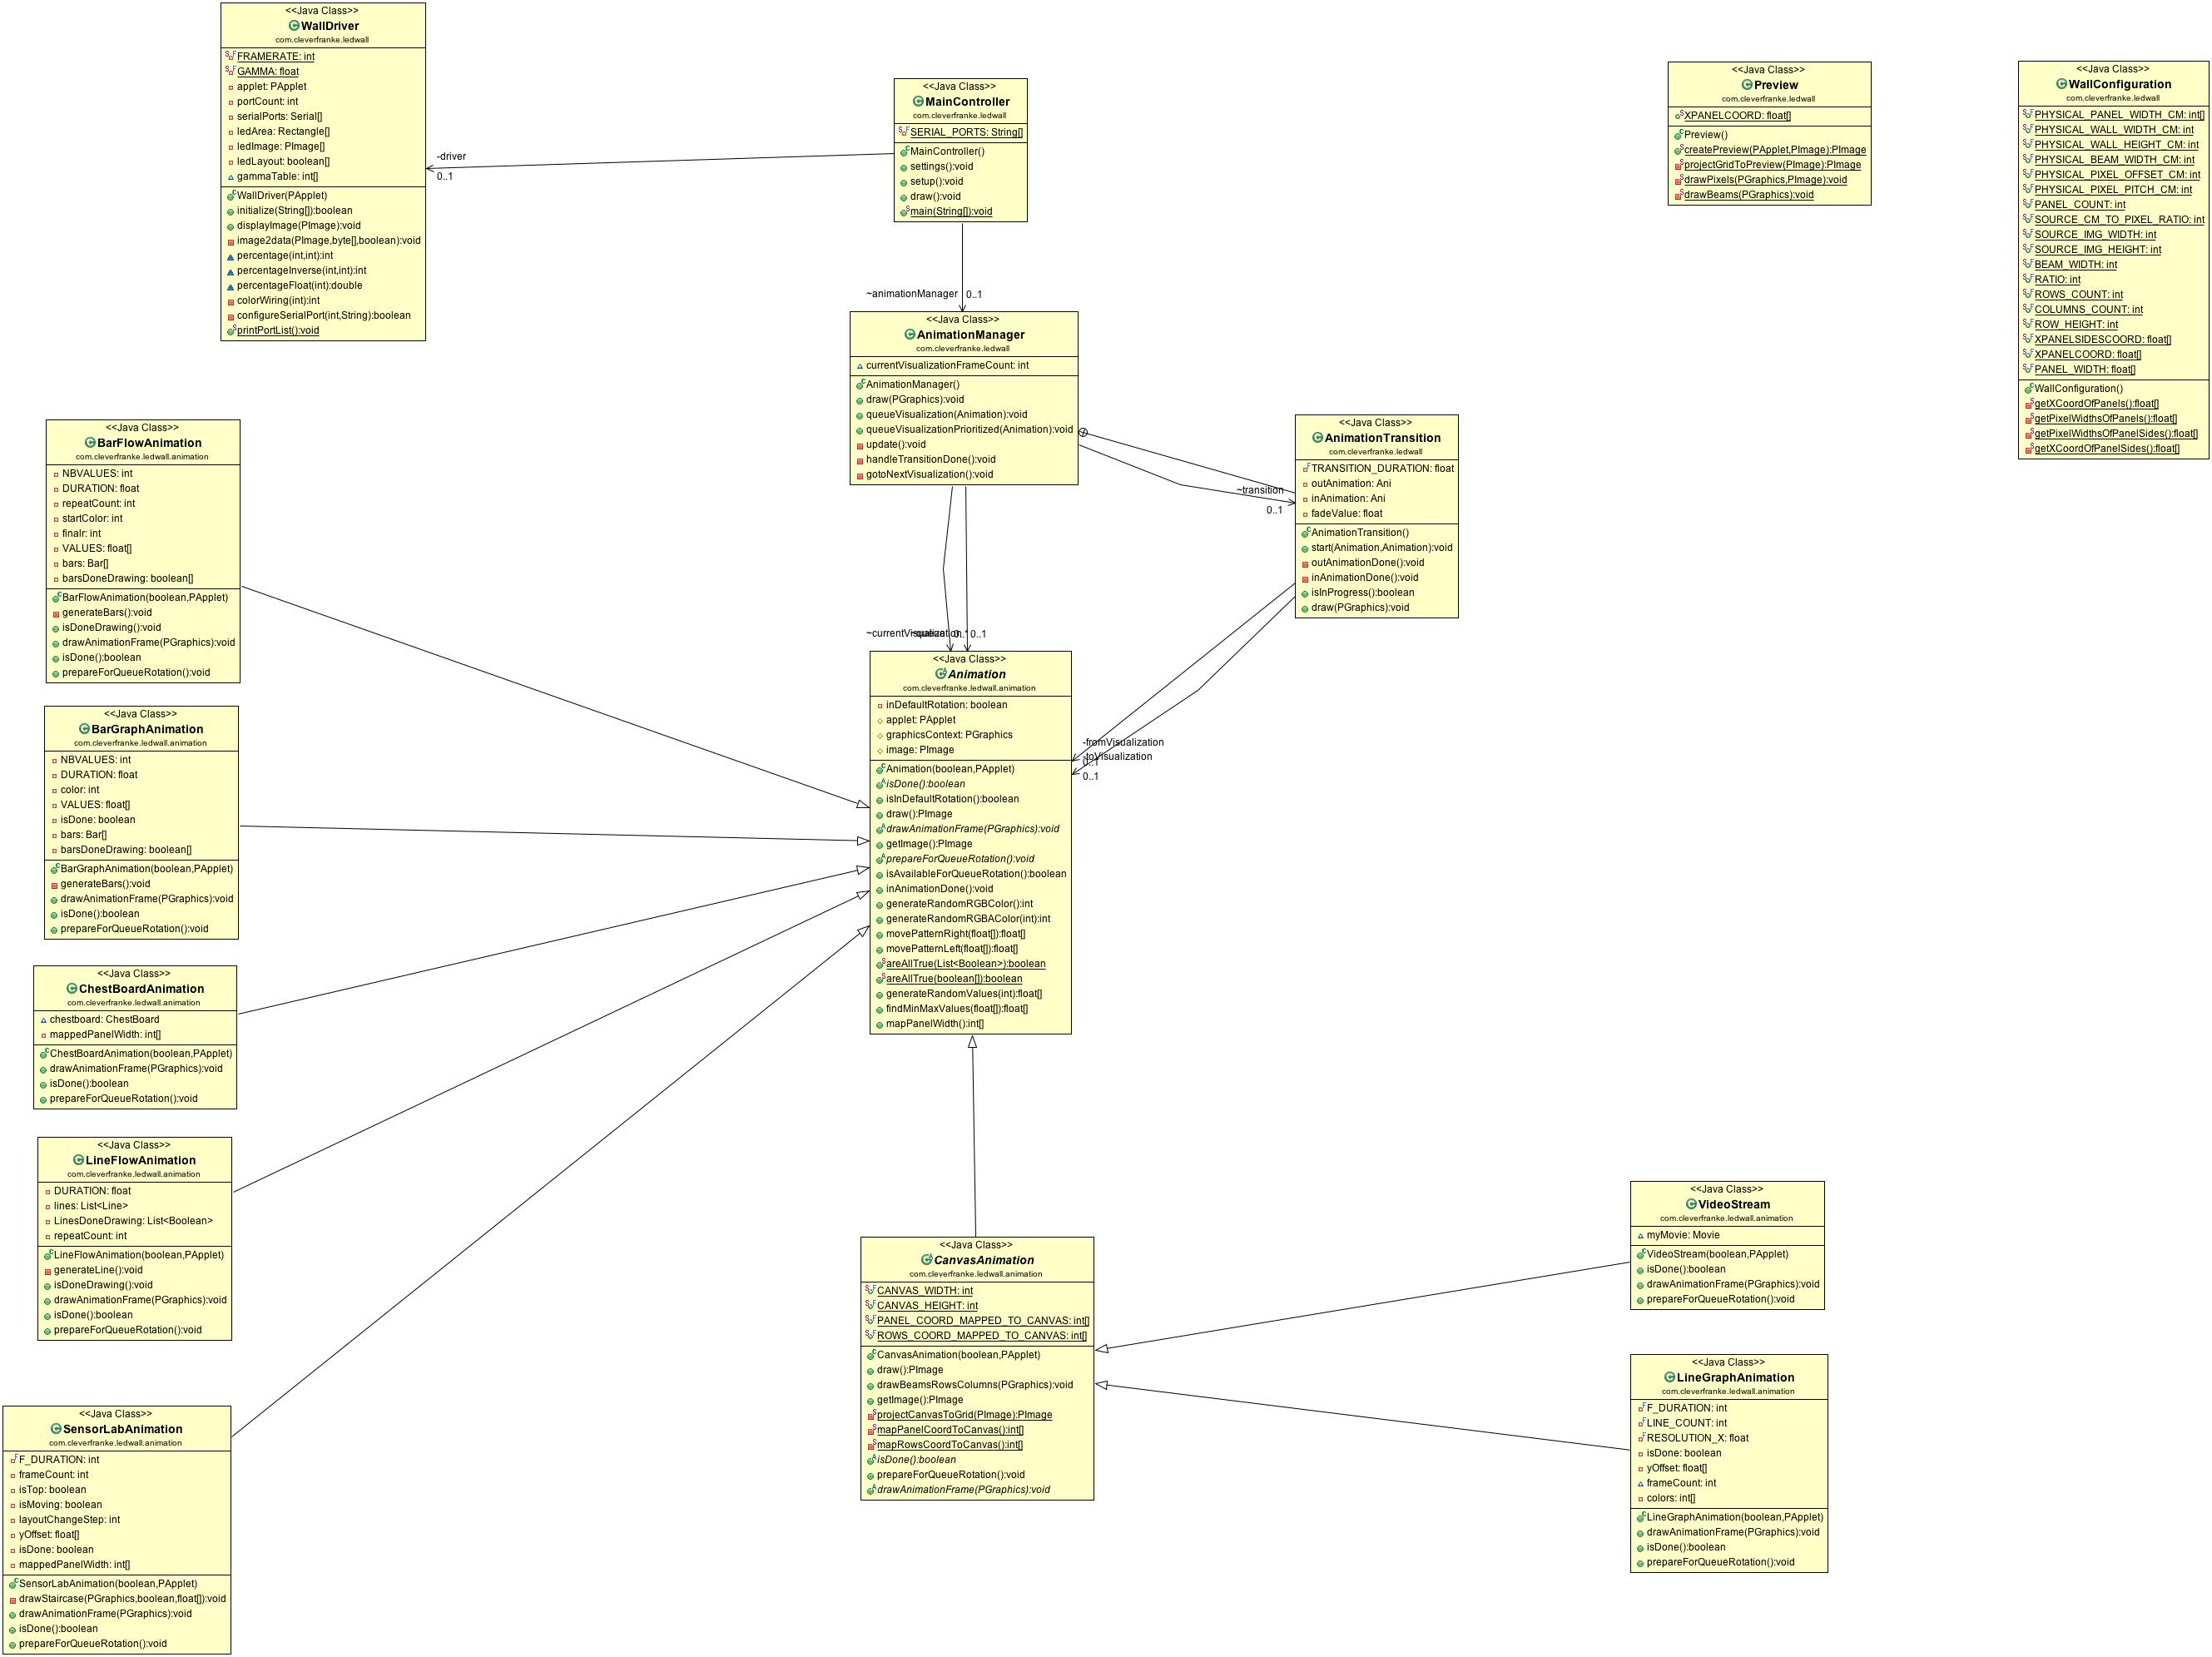 <<Java Class>>
WallDriver
com.cleverfranke.ledwall
FRAMERATE: int
GAMMA: float
applet: PApplet
portCount: int
serialPorts: Serial[]
ledArea: Rectangle[]
ledImage: PImage[]
ledLayout: boolean[]
gammaTable: int[]
WallDriver(PApplet)
initialize(String[]):boolean
displayImage(PImage):void
image2data(PImage,byte[],boolean):void
percentage(int,int):int
percentageInverse(int,int):int
percentageFloat(int):double
colorWiring(int):int
configureSerialPort(int,String):boolean
printPortList():void
-driver
0..1
<<Java Class>>
MainController
com.cleverfranke.ledwall
SERIAL_PORTS: String[]
MainController()
settings():void
setup():void
draw():void
main(String[]):void
~animationManager
0..1
<<Java Class>>
Preview
com.cleverfranke.ledwall
XPANELCOORD: float[]
Preview()
createPreview(PApplet,PImage):PImage
projectGridToPreview(PImage):PImage
drawPixels(PGraphics,PImage):void
drawBeams(PGraphics):void
<<Java Class>>
WallConfiguration
com.cleverfranke.ledwall
PHYSICAL_PANEL_WIDTH_CM: int[]
PHYSICAL_WALL_WIDTH_CM: int
PHYSICAL_WALL_HEIGHT_CM: int
PHYSICAL_BEAM_WIDTH_CM: int
PHYSICAL_PIXEL_OFFSET_CM: int
PHYSICAL_PIXEL_PITCH_CM: int
PANEL_COUNT: int
SOURCE_CM_TO_PIXEL_RATIO: int
SOURCE_IMG_WIDTH: int
SOURCE_IMG_HEIGHT: int
BEAM_WIDTH: int
RATIO: int
ROWS_COUNT: int
COLUMNS_COUNT: int
ROW_HEIGHT: int
XPANELSIDESCOORD: float[]
XPANELCOORD: float[]
PANEL_WIDTH: float[]
WallConfiguration()
getXCoordOfPanels():float[]
getPixelWidthsOfPanels():float[]
getPixelWidthsOfPanelSides():float[]
getXCoordOfPanelSides():float[]
<<Java Class>>
AnimationManager
com.cleverfranke.ledwall
currentVisualizationFrameCount: int
AnimationManager()
draw(PGraphics):void
queueVisualization(Animation):void
queueVisualizationPrioritized(Animation):void
update():void
handleTransitionDone():void
gotoNextVisualization():void
~transition
0..1
<<Java Class>>
AnimationTransition
com.cleverfranke.ledwall
TRANSITION_DURATION: float
outAnimation: Ani
inAnimation: Ani
fadeValue: float
AnimationTransition()
start(Animation,Animation):void
outAnimationDone():void
inAnimationDone():void
isInProgress():boolean
draw(PGraphics):void
<<Java Class>>
BarFlowAnimation
com.cleverfranke.ledwall.animation
NBVALUES: int
DURATION: float
repeatCount: int
startColor: int
finalr: int
VALUES: float[]
bars: Bar[]
barsDoneDrawing: boolean[]
BarFlowAnimation(boolean,PApplet)
generateBars():void
isDoneDrawing():void
drawAnimationFrame(PGraphics):void
isDone():boolean
prepareForQueueRotation():void
~currentVisualization
0..1
<<Java Class>>
Animation
com.cleverfranke.ledwall.animation
inDefaultRotation: boolean
applet: PApplet
graphicsContext: PGraphics
image: PImage
Animation(boolean,PApplet)
isDone():boolean
isInDefaultRotation():boolean
draw():PImage
drawAnimationFrame(PGraphics):void
getImage():PImage
prepareForQueueRotation():void
isAvailableForQueueRotation():boolean
inAnimationDone():void
generateRandomRGBColor():int
generateRandomRGBAColor(int):int
movePatternRight(float[]):float[]
movePatternLeft(float[]):float[]
areAllTrue(List<Boolean>):boolean
areAllTrue(boolean[]):boolean
generateRandomValues(int):float[]
findMinMaxValues(float[]):float[]
mapPanelWidth():int[]
-fromVisualization
-toVisualization
0..1
0..1
<<Java Class>>
BarGraphAnimation
com.cleverfranke.ledwall.animation
NBVALUES: int
DURATION: float
color: int
VALUES: float[]
isDone: boolean
bars: Bar[]
barsDoneDrawing: boolean[]
BarGraphAnimation(boolean,PApplet)
generateBars():void
drawAnimationFrame(PGraphics):void
isDone():boolean
prepareForQueueRotation():void
<<Java Class>>
ChestBoardAnimation
com.cleverfranke.ledwall.animation
chestboard: ChestBoard
mappedPanelWidth: int[]
ChestBoardAnimation(boolean,PApplet)
drawAnimationFrame(PGraphics):void
isDone():boolean
prepareForQueueRotation():void
<<Java Class>>
LineFlowAnimation
com.cleverfranke.ledwall.animation
DURATION: float
lines: List<Line>
LinesDoneDrawing: List<Boolean>
repeatCount: int
LineFlowAnimation(boolean,PApplet)
generateLine():void
isDoneDrawing():void
drawAnimationFrame(PGraphics):void
isDone():boolean
prepareForQueueRotation():void
<<Java Class>>
SensorLabAnimation
com.cleverfranke.ledwall.animation
F_DURATION: int
frameCount: int
isTop: boolean
isMoving: boolean
layoutChangeStep: int
yOffset: float[]
isDone: boolean
mappedPanelWidth: int[]
SensorLabAnimation(boolean,PApplet)
drawStaircase(PGraphics,boolean,float[]):void
drawAnimationFrame(PGraphics):void
isDone():boolean
prepareForQueueRotation():void
<<Java Class>>
CanvasAnimation
com.cleverfranke.ledwall.animation
CANVAS_WIDTH: int
CANVAS_HEIGHT: int
PANEL_COORD_MAPPED_TO_CANVAS: int[]
ROWS_COORD_MAPPED_TO_CANVAS: int[]
CanvasAnimation(boolean,PApplet)
draw():PImage
drawBeamsRowsColumns(PGraphics):void
getImage():PImage
projectCanvasToGrid(PImage):PImage
mapPanelCoordToCanvas():int[]
mapRowsCoordToCanvas():int[]
isDone():boolean
prepareForQueueRotation():void
drawAnimationFrame(PGraphics):void
<<Java Class>>
VideoStream
com.cleverfranke.ledwall.animation
myMovie: Movie
VideoStream(boolean,PApplet)
isDone():boolean
drawAnimationFrame(PGraphics):void
prepareForQueueRotation():void
<<Java Class>>
LineGraphAnimation
com.cleverfranke.ledwall.animation
F_DURATION: int
LINE_COUNT: int
RESOLUTION_X: float
isDone: boolean
yOffset: float[]
frameCount: int
colors: int[]
LineGraphAnimation(boolean,PApplet)
drawAnimationFrame(PGraphics):void
isDone():boolean
prepareForQueueRotation():void